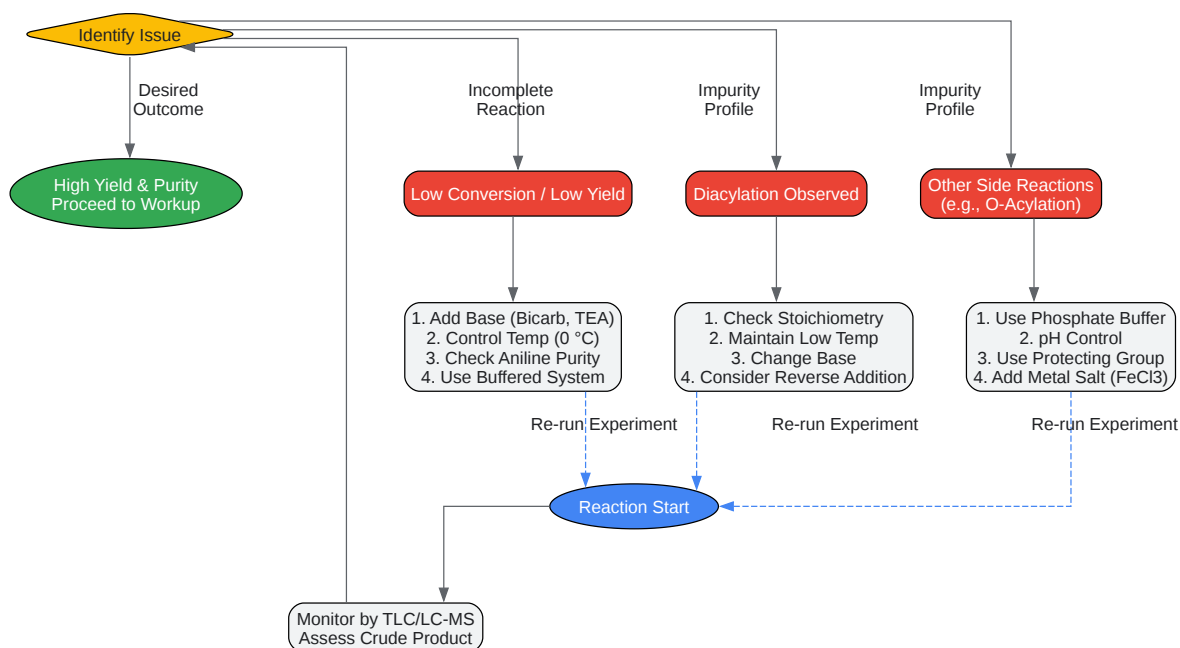 Identify Issue
Desired
Outcome
Incomplete
Reaction
Impurity
Profile
Impurity
Profile
High Yield & Purity
Proceed to Workup
Low Conversion / Low Yield
Diacylation Observed
Other Side Reactions
(e.g., O-Acylation)
1. Add Base (Bicarb, TEA)
2. Control Temp (0 °C)
3. Check Aniline Purity
4. Use Buffered System
1. Check Stoichiometry
2. Maintain Low Temp
3. Change Base
4. Consider Reverse Addition
1. Use Phosphate Buffer
2. pH Control
3. Use Protecting Group
4. Add Metal Salt (FeCl3)
Re-run Experiment
Re-run Experiment
Re-run Experiment
Reaction Start
Monitor by TLC/LC-MS
Assess Crude Product